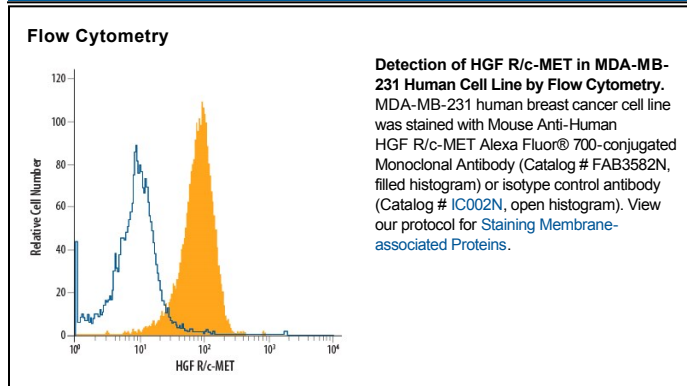 Flow Cytometry
Detection of HGF R/c-MET in MDA-MB-
231 Human Cell Line by Flow Cytometry.
MDA-MB-231 human breast cancer cell line
was stained with Mouse Anti-Human
HGF R/c-MET Alexa Fluor® 700-conjugated
Monoclonal Antibody (Catalog # FAB3582N,
filled histogram) or isotype control antibody
(Catalog # IC002N, open histogram). View
our protocol for Staining Membrane-
associated Proteins.
Relative Cell Number
120
100
80
60
40
20
0
10⁰ 10¹ 10² 10³ 10⁴
HGF R/c-MET